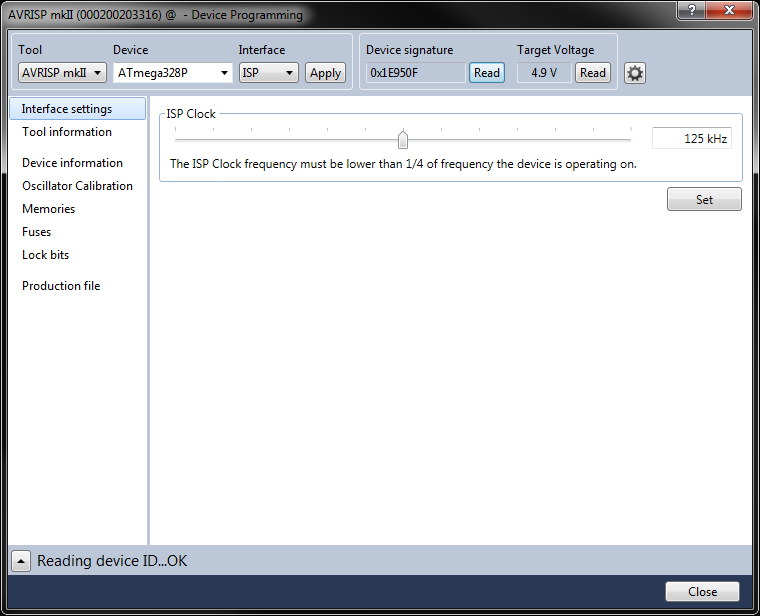 AVRISP mkII (000200203316) @ - Device Programming
Tool Device Interface Device signature Target Voltage
AVRISP mkII ATmega328P ISP Apply 0x1E950F Read 4.9 V Read
Interface settings
Tool information
Device information
Oscillator Calibration
Memories
Fuses
Lock bits
Production file
ISP Clock
125 kHz
The ISP Clock frequency must be lower than 1/4 of frequency the device is operating on.
Set
Reading device ID...OK
Close